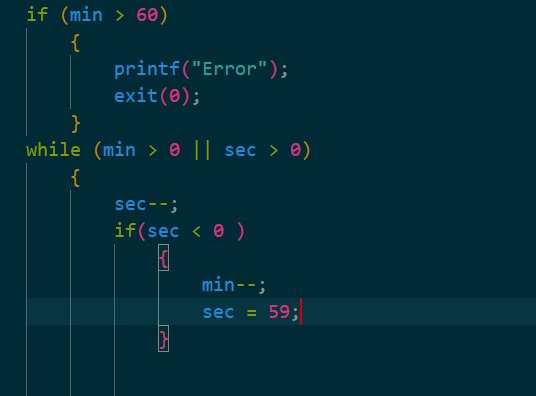 if (min > 60)
{
printf("Error");
exit(0);
}
while (min > 0 || sec > 0)
{
sec--;
if(sec < 0 )
{
min--;
sec = 59;
}